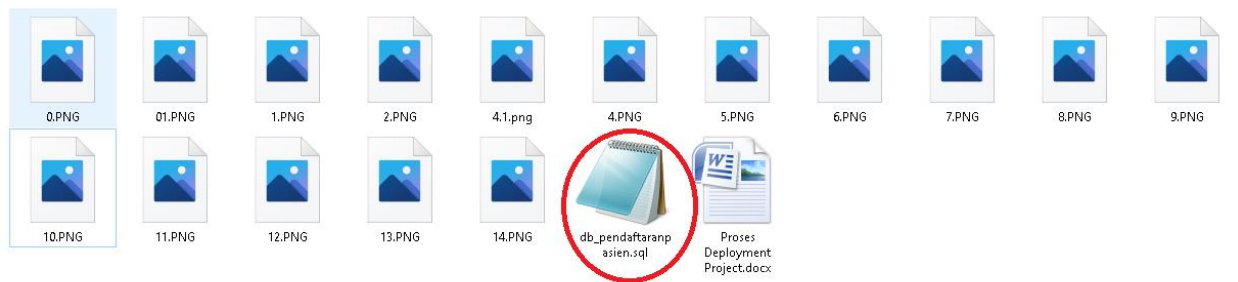 0.PNG 01.PNG 1.PNG 2.PNG 4.1.png 4.PNG 5.PNG 6.PNG 7.PNG 8.PNG 9.PNG
10.PNG 11.PNG 12.PNG 13.PNG 14.PNG db_pendaftaranp Proses
asien.sql Deployment
Project.docx